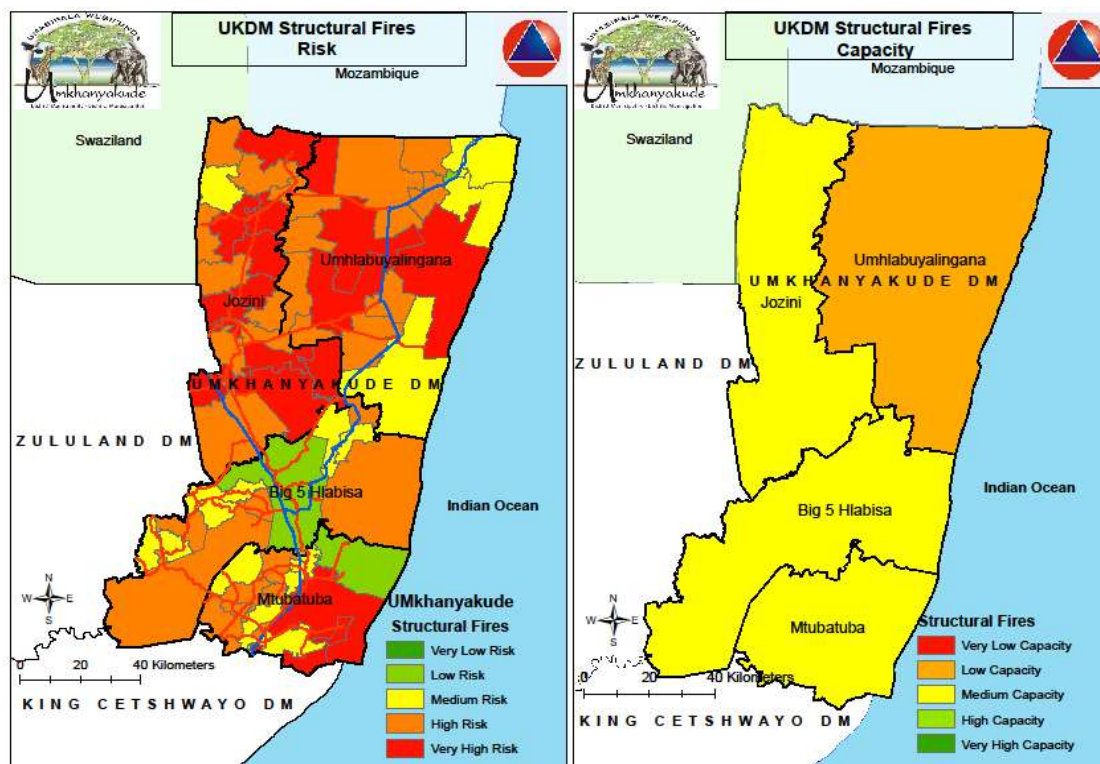 UKDM Structural Fires
Risk
UMkhanyakude
Mozambique
Swaziland
Umhlabuyalingana
Jozini
UMKHANYAKUDE DM
ZULULAND DM
Big 5 Hlabisa
Indian Ocean
N
W E
S
Mtubatuba
UMkhanyakude
Structural Fires
Very Low Risk
Low Risk
Medium Risk
High Risk
Very High Risk
0 20 40 Kilometers
KING CETSHWAYO DM
UKDM Structural Fires
Capacity
UMkhanyakude
Mozambique
Swaziland
Umhlabuyalingana
UMKHANYAKUDE DM
Jozini
ZULULAND DM
Big 5 Hlabisa
Indian Ocean
N
W E
S
Mtubatuba
Structural Fires
Very Low Capacity
Low Capacity
Medium Capacity
High Capacity
Very High Capacity
0 20 40 Kilometers
KING CETSHWAYO DM